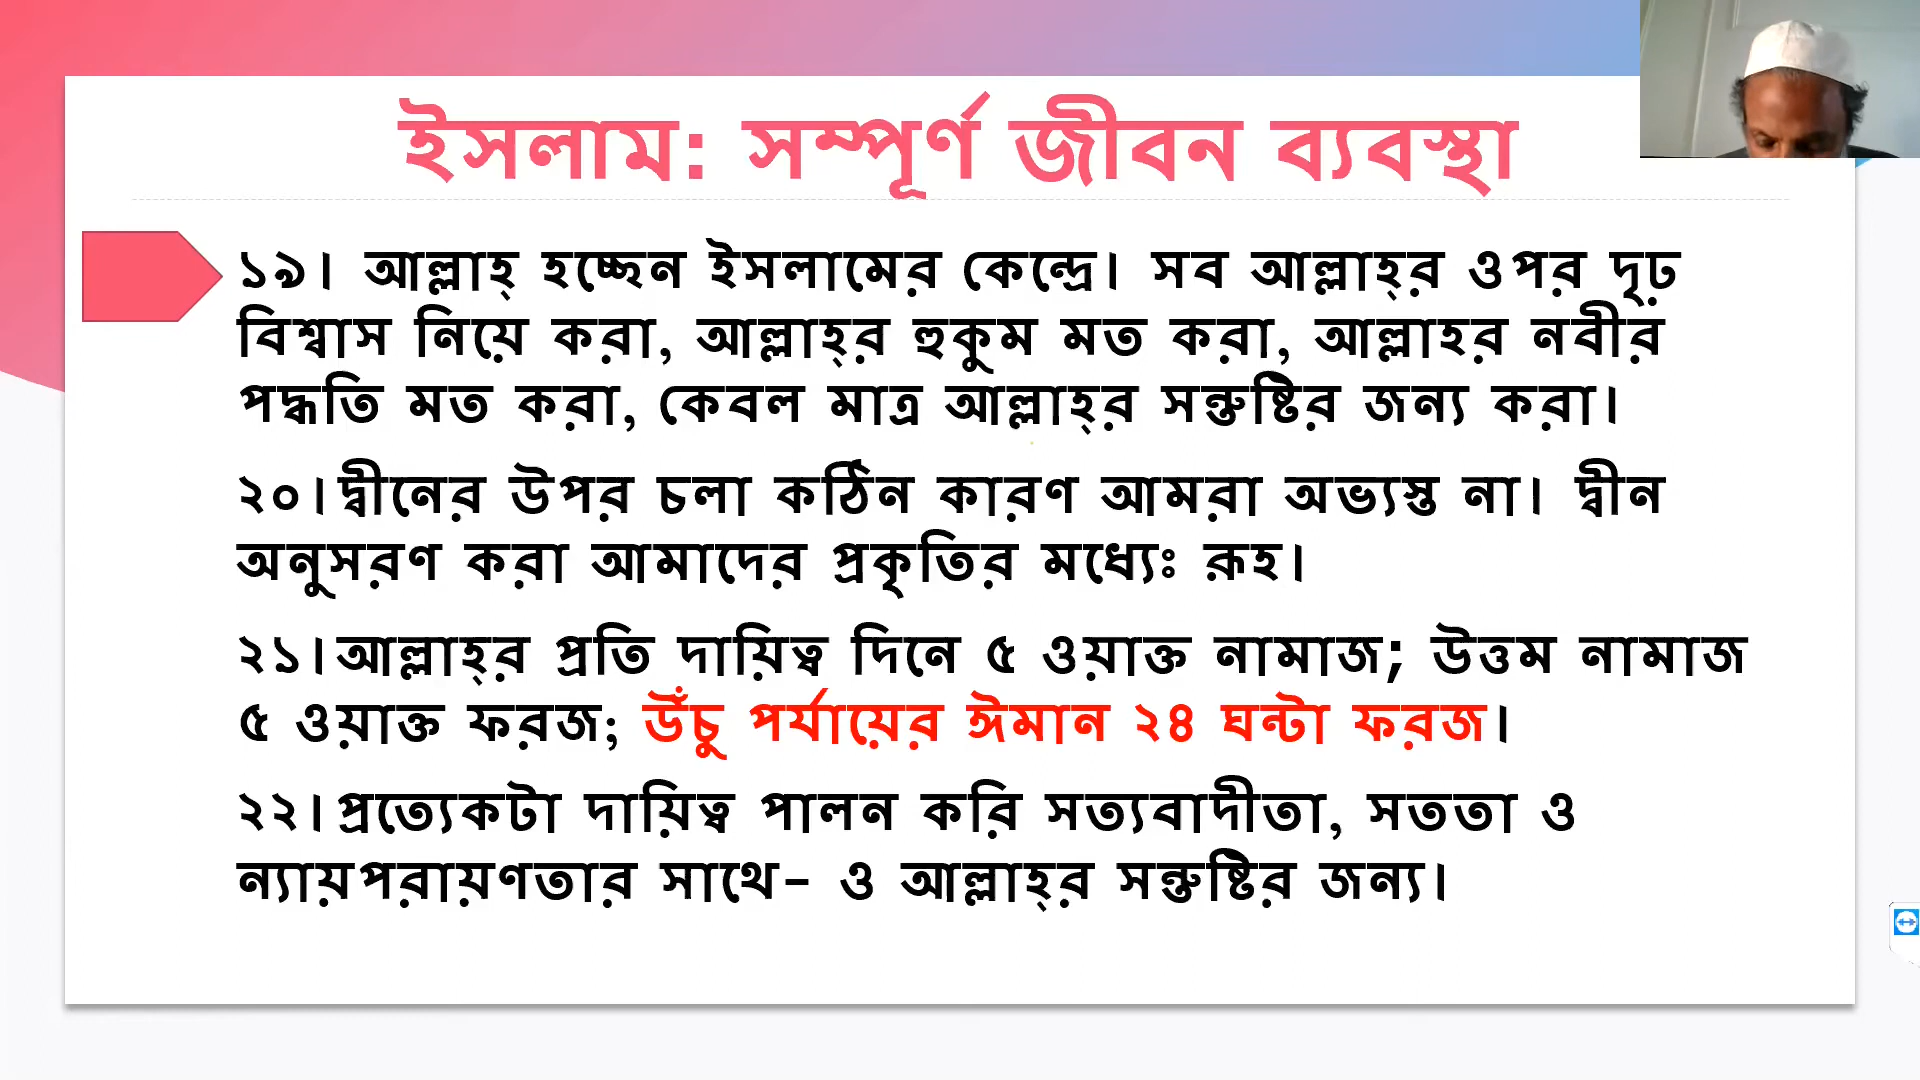 ইসলাম: সম্পূর্ণ জীবন ব্যবস্থা
১৯। আল্লাহ্ হচ্ছেন ইসলামের কেন্দ্রে। সব আল্লাহ্‌র ওপর দৃঢ়
বিশ্বাস নিয়ে করা, আল্লাহ্‌র হুকুম মত করা, আল্লাহর নবীর
পদ্ধতি মত করা, কেবল মাত্র আল্লাহ্‌র সন্তুষ্টির জন্য করা।
২০। দ্বীনের উপর চলা কঠিন কারণ আমরা অভ্যস্ত না। দ্বীন
অনুসরণ করা আমাদের প্রকৃতির মধ্যেঃ রূহ।
২১। আল্লাহ্‌র প্রতি দায়িত্ব দিনে ৫ ওয়াক্ত নামাজ; উত্তম নামাজ
৫ ওয়াক্ত ফরজ; উঁচু পর্যায়ের ঈমান ২৪ ঘন্টা ফরজ।
২২। প্রত্যেকটা দায়িত্ব পালন করি সত্যবাদীতা, সততা ও
ন্যায়পরায়ণতার সাথে– ও আল্লাহ্‌র সন্তুষ্টির জন্য।